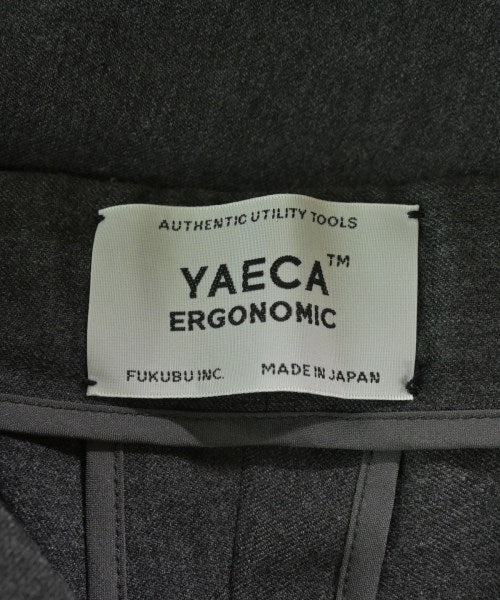 AUTHENTIC UTILITY TOOLS
YAECA™
ERGONOMIC
FUKUBU INC. MADE IN JAPAN